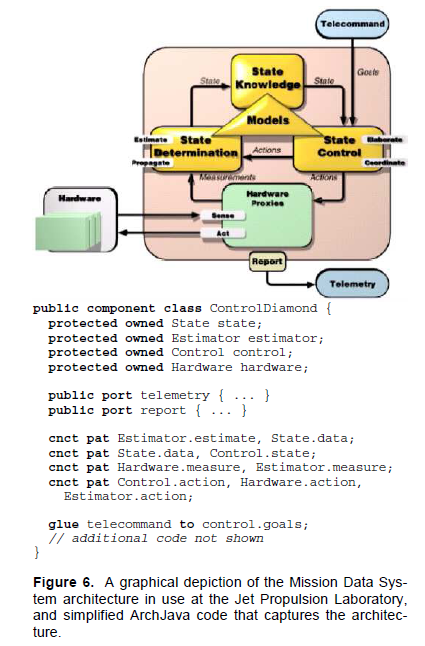 Telecommand
State
Knowledge
State
State
Goals
Models
Estimate
State
Determination
Propagate
Actions
State
Control
Elaborate
Coordinate
Measurements
Actions
Hardware
Hardware
Proxies
Sense
Act
Report
Telemetry
public component class ControlDiamond {
protected owned State state;
protected owned Estimator estimator;
protected owned Control control;
protected owned Hardware hardware;
public port telemetry { ... }
public port report { ... }
cnct pat Estimator.estimate, State.data;
cnct pat State.data, Control.state;
cnct pat Hardware.measure, Estimator.measure;
cnct pat Control.action, Hardware.action,
Estimator.action;
glue telecommand to control.goals;
// additional code not shown
}
Figure 6. A graphical depiction of the Mission Data Sys-
tem architecture in use at the Jet Propulsion Laboratory,
and simplified ArchJava code that captures the architec-
ture.